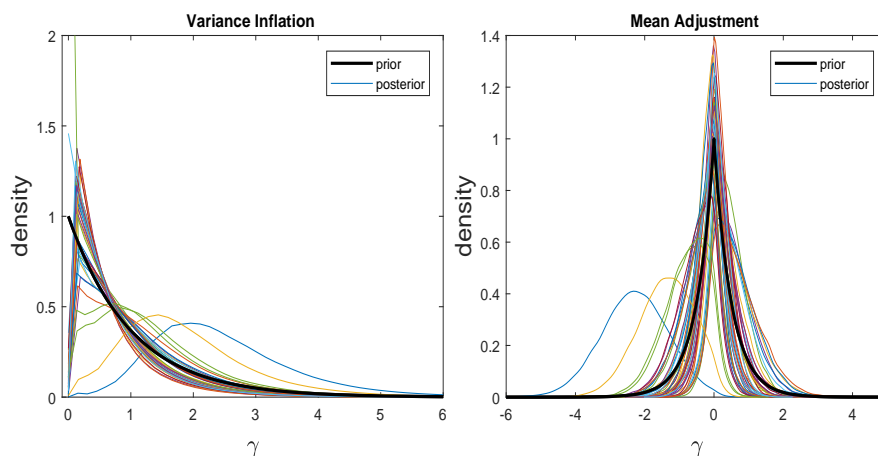 Variance Inflation
2
1.5
1
0.5
0
density
prior
posterior
0 1 2 3 4 5 6
γ
Mean Adjustment
1.4
1.2
1
0.8
0.6
0.4
0.2
0
density
prior
posterior
-6 -4 -2 0 2 4
γ